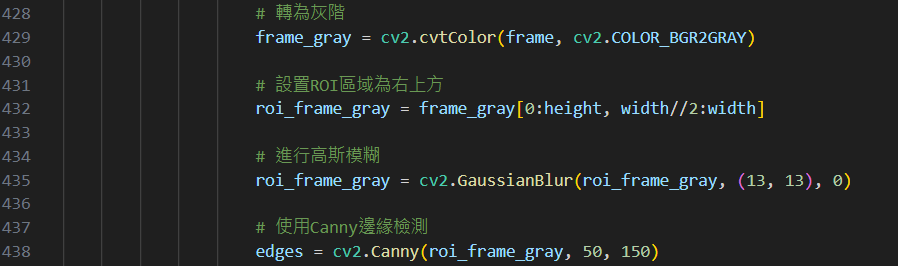 428 # 轉為灰階
429 frame_gray = cv2.cvtColor(frame, cv2.COLOR_BGR2GRAY)
430
431 # 設置ROI區域為右上方
432 roi_frame_gray = frame_gray[0:height, width//2:width]
433
434 # 進行高斯模糊
435 roi_frame_gray = cv2.GaussianBlur(roi_frame_gray, (13, 13), 0)
436
437 # 使用Canny邊緣檢測
438 edges = cv2.Canny(roi_frame_gray, 50, 150)